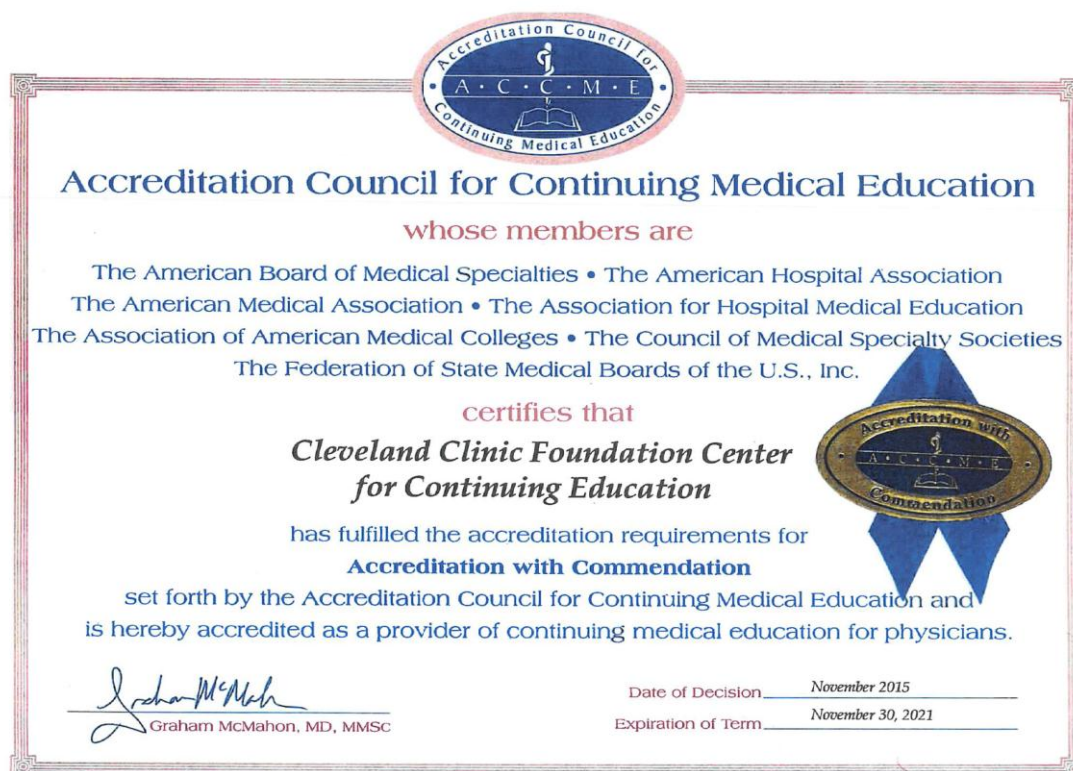 Accreditation Council for
A • C • C • M • E
Continuing Medical Education
Accreditation Council for Continuing Medical Education
whose members are
The American Board of Medical Specialties • The American Hospital Association
The American Medical Association • The Association for Hospital Medical Education
The Association of American Medical Colleges • The Council of Medical Specialty Societies
The Federation of State Medical Boards of the U.S., Inc.
certifies that
Cleveland Clinic Foundation Center
for Continuing Education
Accreditation with
A • C • C • M • E
Commendation
has fulfilled the accreditation requirements for
Accreditation with Commendation
set forth by the Accreditation Council for Continuing Medical Education and
is hereby accredited as a provider of continuing medical education for physicians.
Graham McMahon
Graham McMahon, MD, MMSc
Date of Decision November 2015
Expiration of Term November 30, 2021